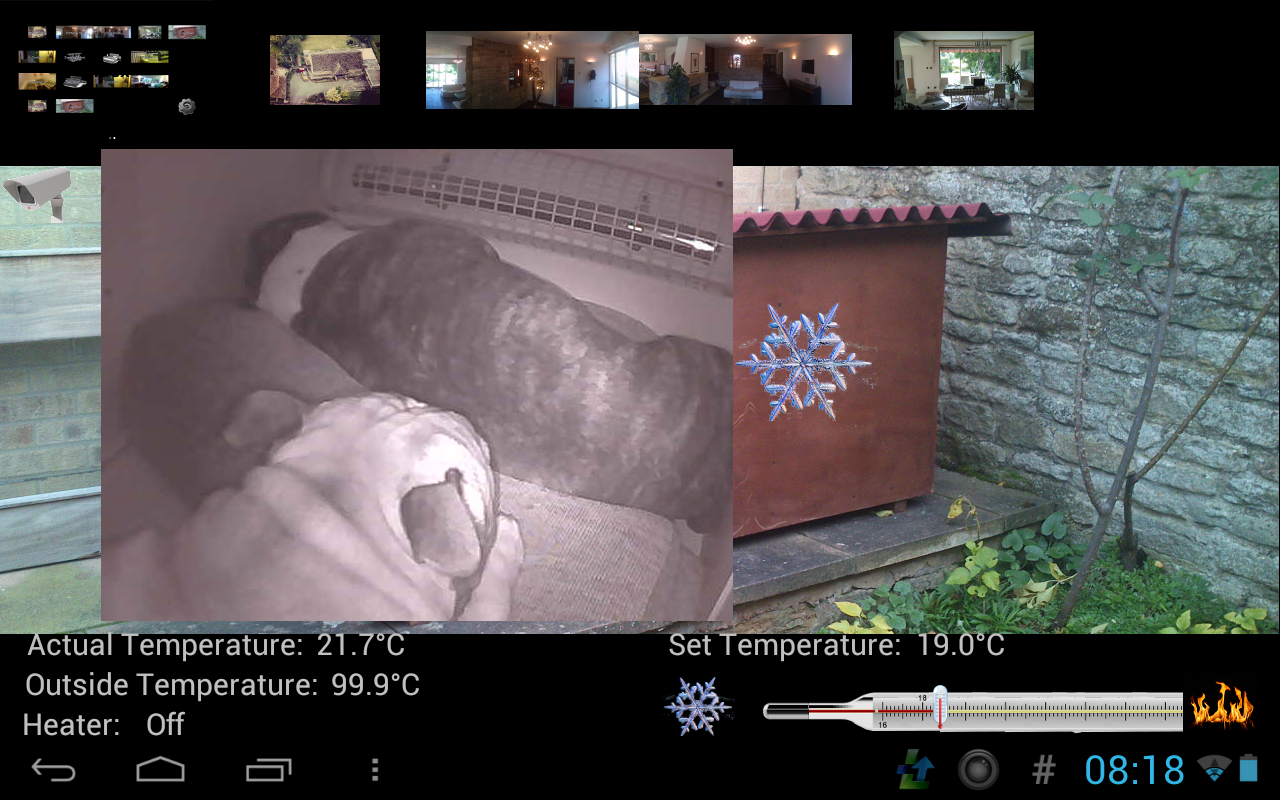 Actual Temperature: 21.7°C
Set Temperature: 19.0°C
Outside Temperature: 99.9°C
18
16
Heater: Off
# 08:18